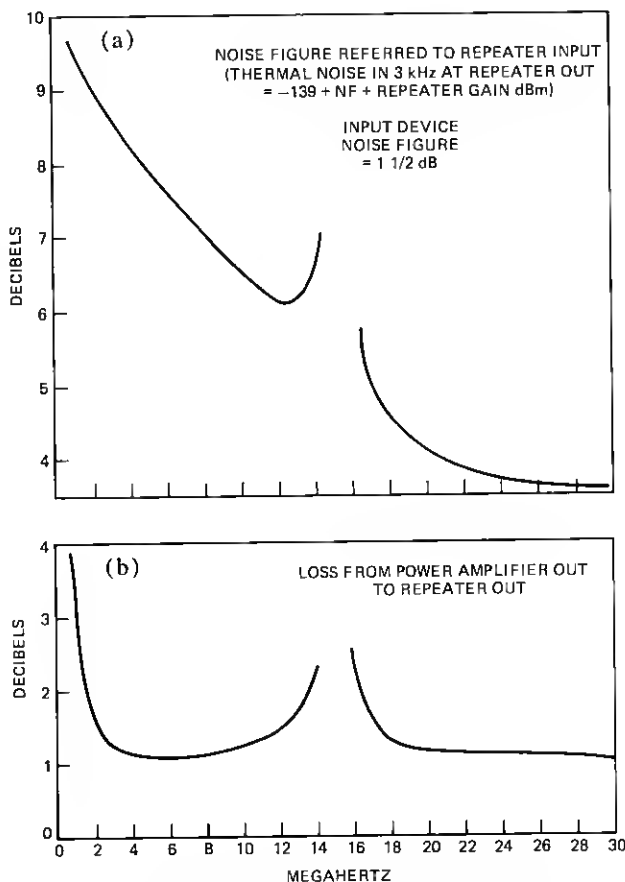 (a)
NOISE FIGURE REFERRED TO REPEATER INPUT
(THERMAL NOISE IN 3 kHz AT REPEATER OUT
= −139 + NF + REPEATER GAIN dBm)
INPUT DEVICE
NOISE FIGURE
= 1 1/2 dB
10
9
8
7
6
5
4
DECIBELS
(b)
LOSS FROM POWER AMPLIFIER OUT
TO REPEATER OUT
4
3
2
1
0
DECIBELS
0 2 4 6 8 10 12 14 16 18 20 22 24 26 28 30
MEGAHERTZ